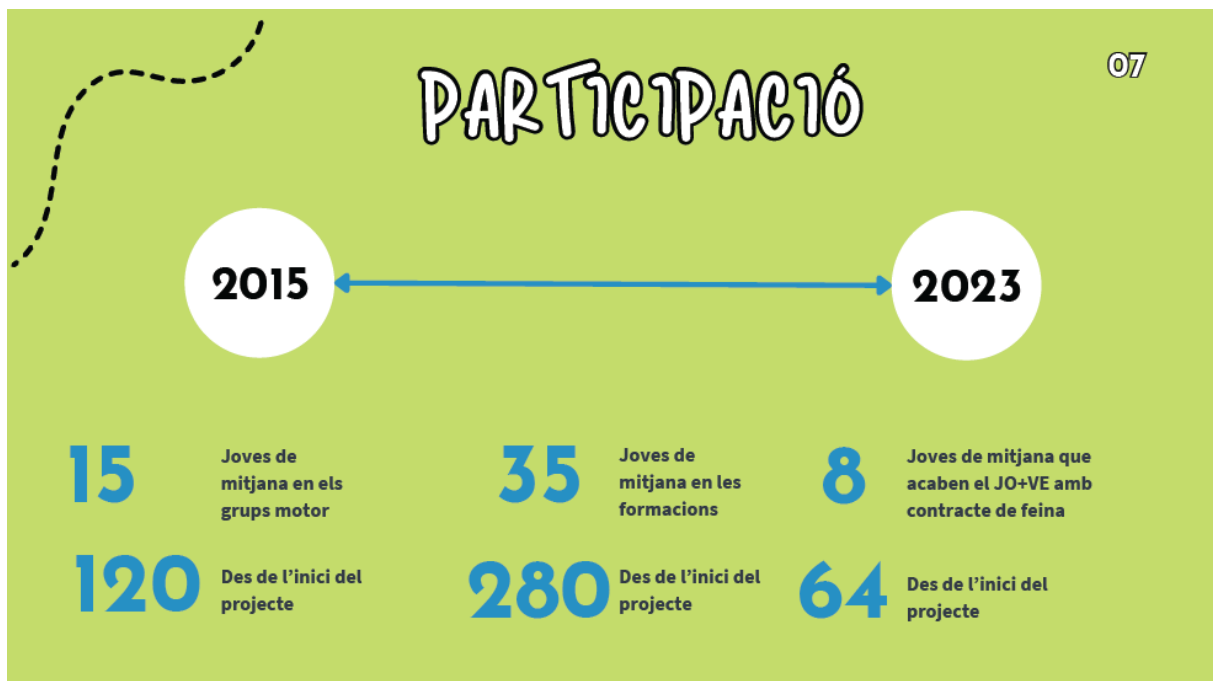 07
PARTICIPACIÓ
2015
2023
15
Joves de
mitjana en els
grups motor
35
Joves de
mitjana en les
formacions
8
Joves de mitjana que
acaben el JO+VE amb
contracte de feina
120
Des de l’inici del
projecte
280
Des de l’inici del
projecte
64
Des de l’inici del
projecte